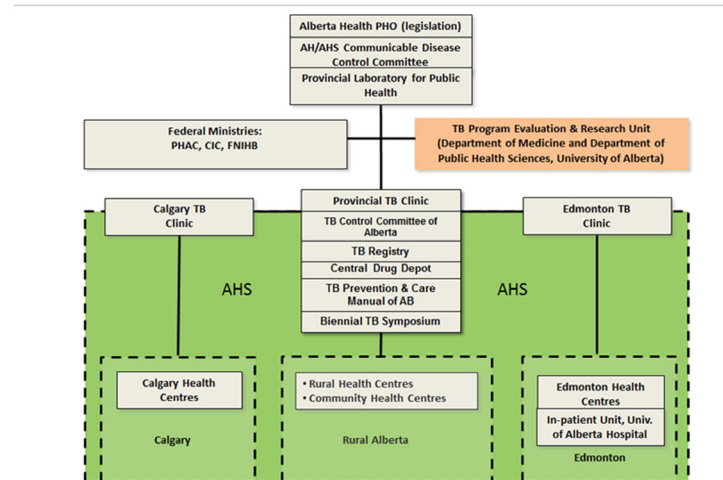 Alberta Health PHO (legislation)
AH/AHS Communicable Disease
Control Committee
Provincial Laboratory for Public
Health
Federal Ministries:
PHAC, CIC, FNIHB
TB Program Evaluation & Research Unit
(Department of Medicine and Department of
Public Health Sciences, University of Alberta)
Calgary TB
Clinic
Provincial TB Clinic
TB Control Committee of
Alberta
TB Registry
Central Drug Depot
TB Prevention & Care
Manual of AB
Biennial TB Symposium
Edmonton TB
Clinic
AHS
AHS
Calgary Health
Centres
Calgary
• Rural Health Centres
• Community Health Centres
Rural Alberta
Edmonton Health
Centres
In-patient Unit, Univ.
of Alberta Hospital
Edmonton